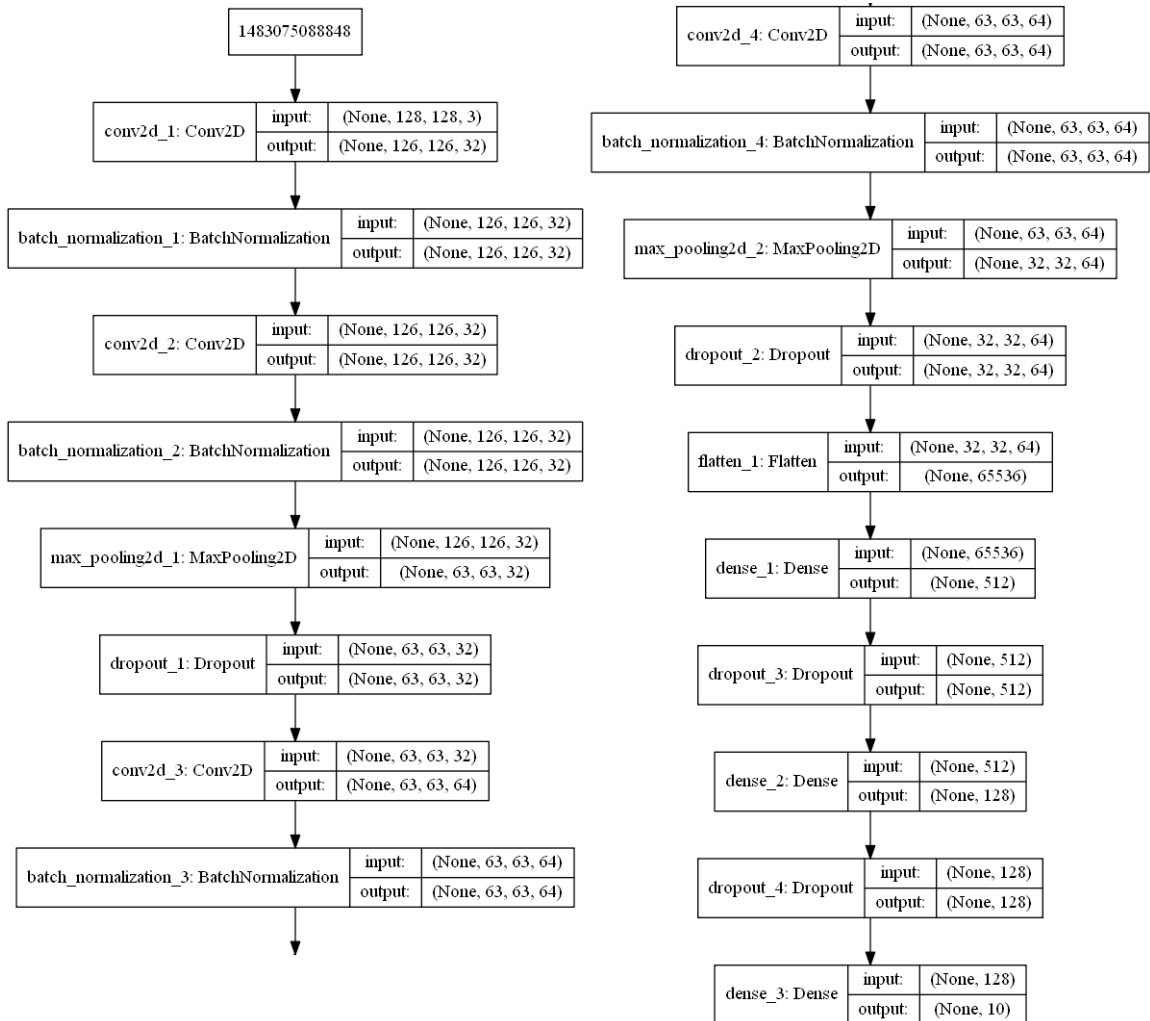 1483075088848
conv2d_1: Conv2D input: (None, 128, 128, 3)
output: (None, 126, 126, 32)
batch_normalization_1: BatchNormalization input: (None, 126, 126, 32)
output: (None, 126, 126, 32)
conv2d_2: Conv2D input: (None, 126, 126, 32)
output: (None, 126, 126, 32)
batch_normalization_2: BatchNormalization input: (None, 126, 126, 32)
output: (None, 126, 126, 32)
max_pooling2d_1: MaxPooling2D input: (None, 126, 126, 32)
output: (None, 63, 63, 32)
dropout_1: Dropout input: (None, 63, 63, 32)
output: (None, 63, 63, 32)
conv2d_3: Conv2D input: (None, 63, 63, 32)
output: (None, 63, 63, 64)
batch_normalization_3: BatchNormalization input: (None, 63, 63, 64)
output: (None, 63, 63, 64)
conv2d_4: Conv2D input: (None, 63, 63, 64)
output: (None, 63, 63, 64)
batch_normalization_4: BatchNormalization input: (None, 63, 63, 64)
output: (None, 63, 63, 64)
max_pooling2d_2: MaxPooling2D input: (None, 63, 63, 64)
output: (None, 32, 32, 64)
dropout_2: Dropout input: (None, 32, 32, 64)
output: (None, 32, 32, 64)
flatten_1: Flatten input: (None, 32, 32, 64)
output: (None, 65536)
dense_1: Dense input: (None, 65536)
output: (None, 512)
dropout_3: Dropout input: (None, 512)
output: (None, 512)
dense_2: Dense input: (None, 512)
output: (None, 128)
dropout_4: Dropout input: (None, 128)
output: (None, 128)
dense_3: Dense input: (None, 128)
output: (None, 10)